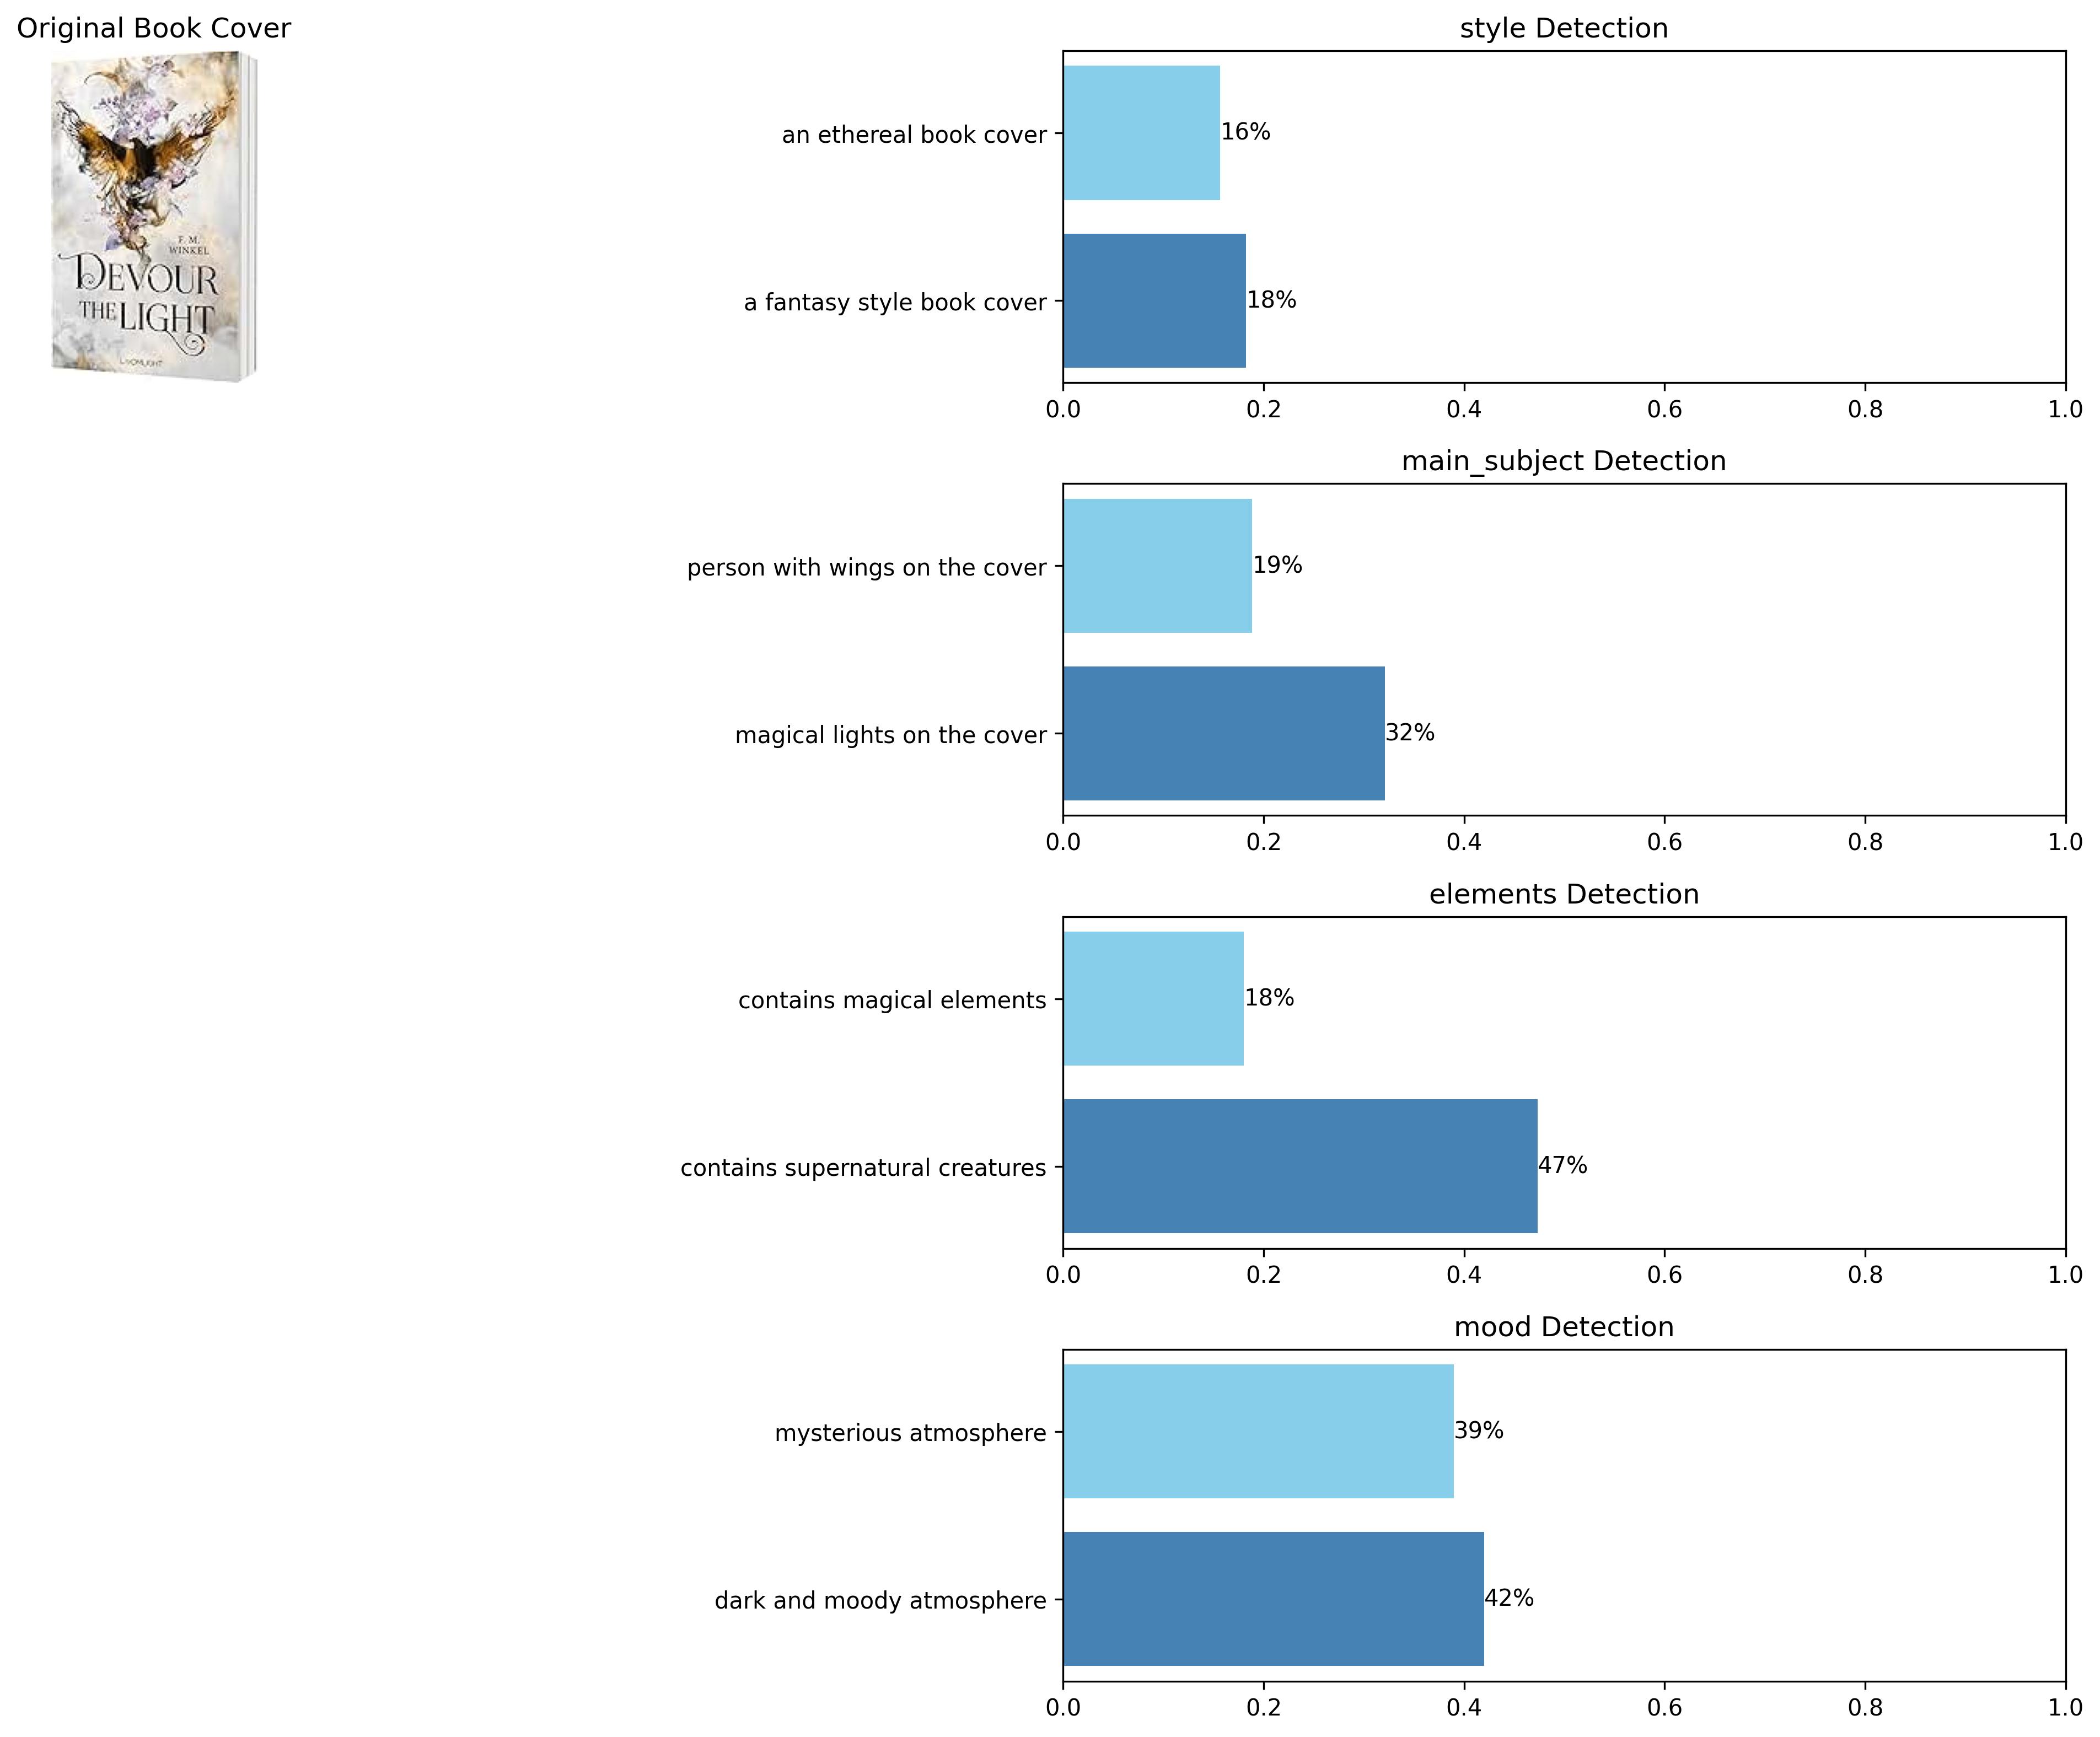 Original Book Cover
F. M.
WINKEL
DEVOUR
THE LIGHT
style Detection
an ethereal book cover
16%
a fantasy style book cover
18%
0.0 0.2 0.4 0.6 0.8 1.0
main_subject Detection
person with wings on the cover
19%
magical lights on the cover
32%
0.0 0.2 0.4 0.6 0.8 1.0
elements Detection
contains magical elements
18%
contains supernatural creatures
47%
0.0 0.2 0.4 0.6 0.8 1.0
mood Detection
mysterious atmosphere
39%
dark and moody atmosphere
42%
0.0 0.2 0.4 0.6 0.8 1.0